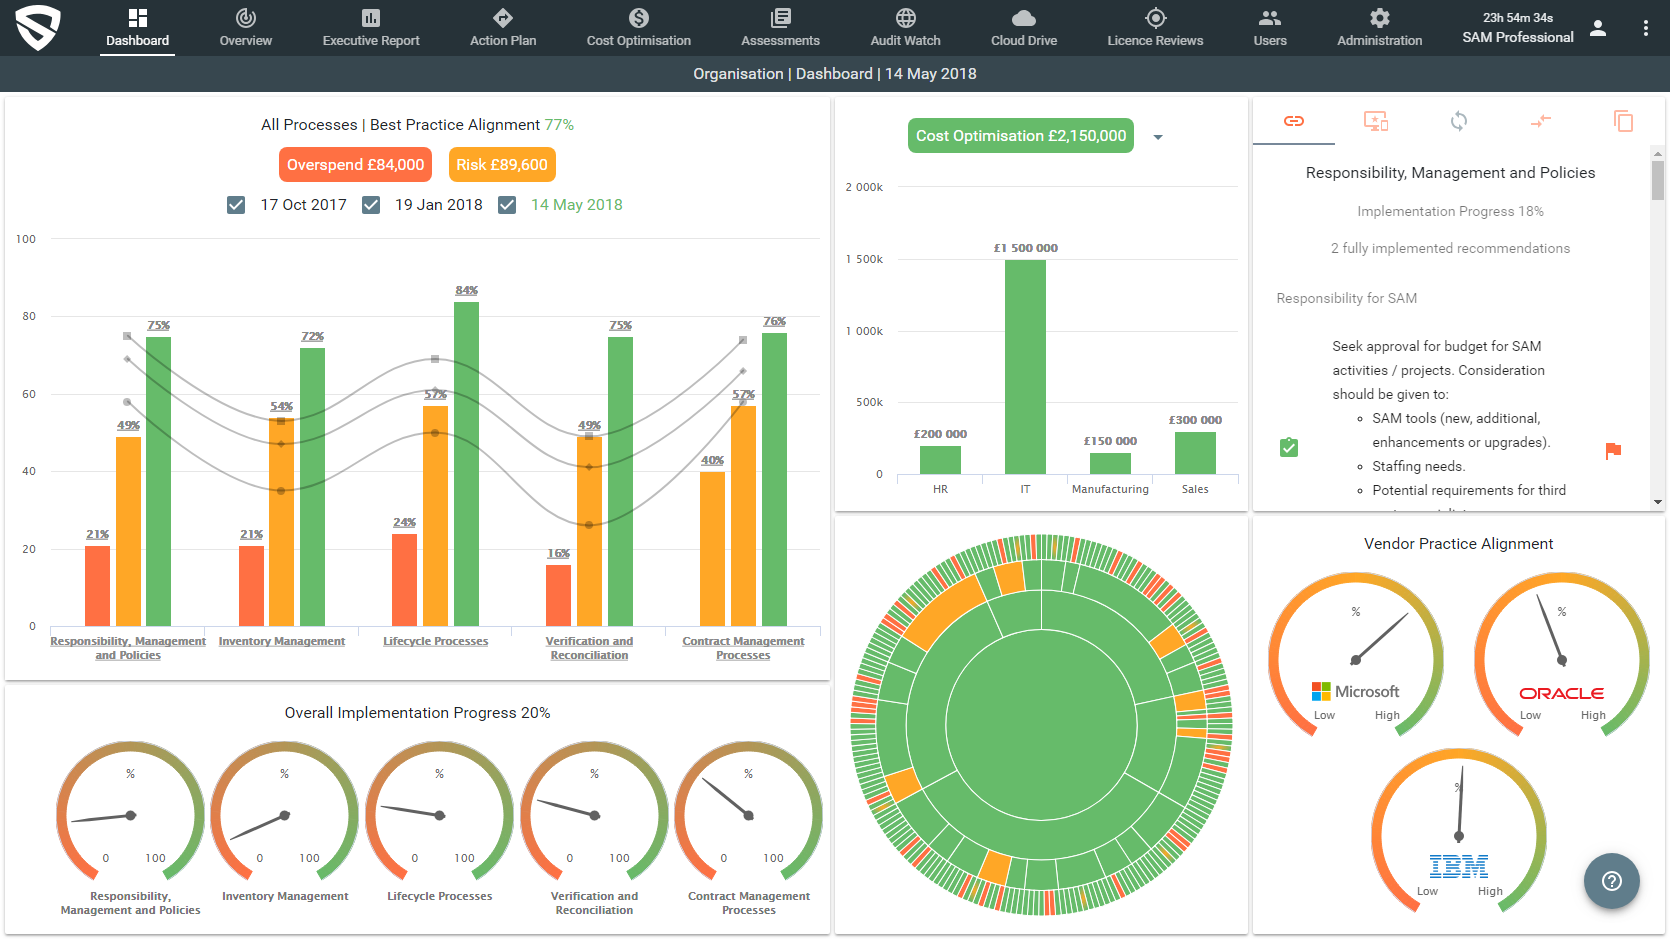 Dashboard
Overview
Executive Report
Action Plan
Cost Optimisation
Assessments
Audit Watch
Cloud Drive
Licence Reviews
Users
Administration
23h 54m 34s
SAM Professional
Organisation | Dashboard | 14 May 2018
All Processes | Best Practice Alignment 77%
Overspend £84,000
Risk £89,600
17 Oct 2017
19 Jan 2018
14 May 2018
100
80
60
40
20
0
21%
49%
75%
21%
54%
72%
24%
57%
84%
16%
49%
75%
40%
57%
76%
Responsibility, Management
and Policies
Inventory Management
Lifecycle Processes
Verification and
Reconciliation
Contract Management
Processes
Overall Implementation Progress 20%
%
0
100
Responsibility,
Management and Policies
%
0
100
Inventory Management
%
0
100
Lifecycle Processes
%
0
100
Verification and
Reconciliation
%
0
100
Contract Management
Processes
Cost Optimisation £2,150,000
2 000k
1 500k
1 000k
500k
0
£200 000
£1 500 000
£150 000
£300 000
HR
IT
Manufacturing
Sales
Responsibility, Management and Policies
Implementation Progress 18%
2 fully implemented recommendations
Responsibility for SAM
Seek approval for budget for SAM
activities / projects. Consideration
should be given to:
SAM tools (new, additional,
enhancements or upgrades).
Staffing needs.
Potential requirements for third
Vendor Practice Alignment
%
Microsoft
Low
High
%
ORACLE
Low
High
%
IBM
Low
High